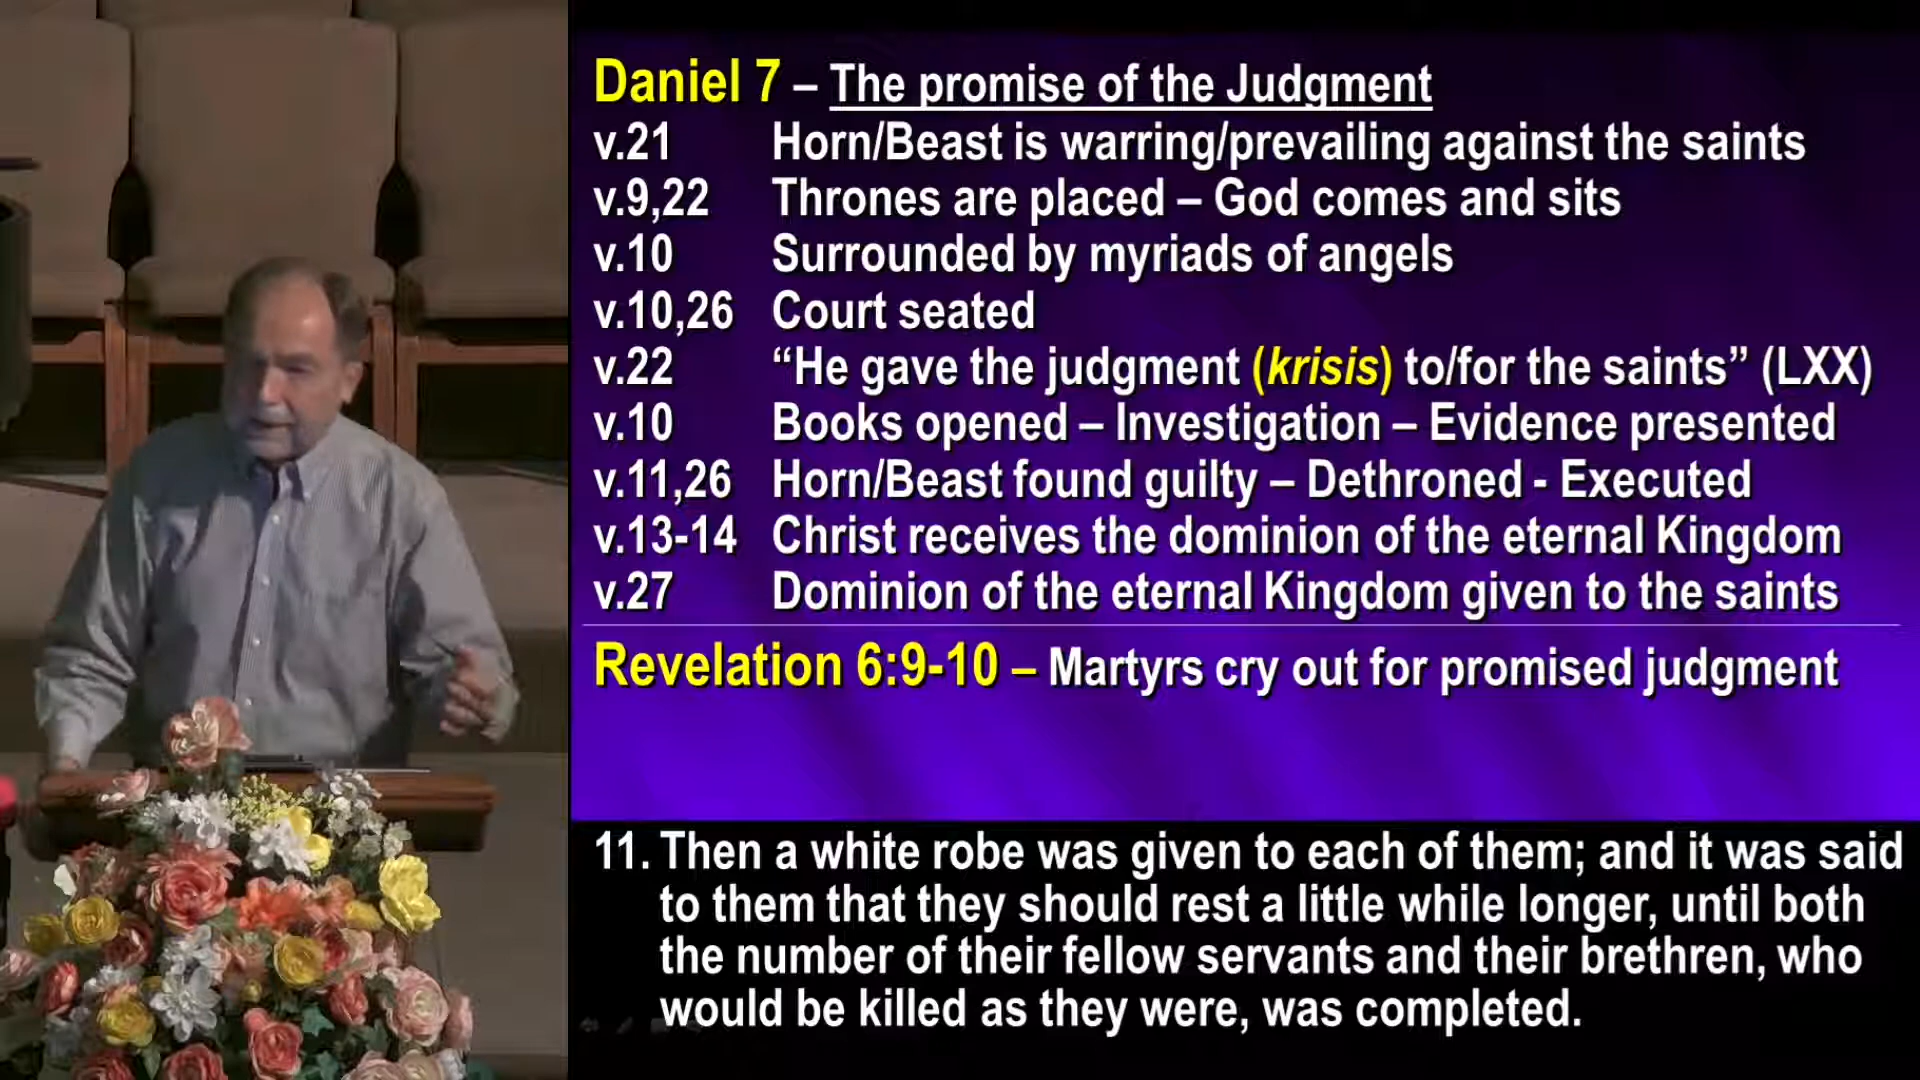 Daniel 7 – The promise of the Judgment
v.21 Horn/Beast is warring/prevailing against the saints
v.9,22 Thrones are placed – God comes and sits
v.10 Surrounded by myriads of angels
v.10,26 Court seated
v.22 “He gave the judgment (krisis) to/for the saints” (LXX)
v.10 Books opened – Investigation – Evidence presented
v.11,26 Horn/Beast found guilty – Dethroned - Executed
v.13-14 Christ receives the dominion of the eternal Kingdom
v.27 Dominion of the eternal Kingdom given to the saints
Revelation 6:9-10 – Martyrs cry out for promised judgment
11. Then a white robe was given to each of them; and it was said
to them that they should rest a little while longer, until both
the number of their fellow servants and their brethren, who
would be killed as they were, was completed.